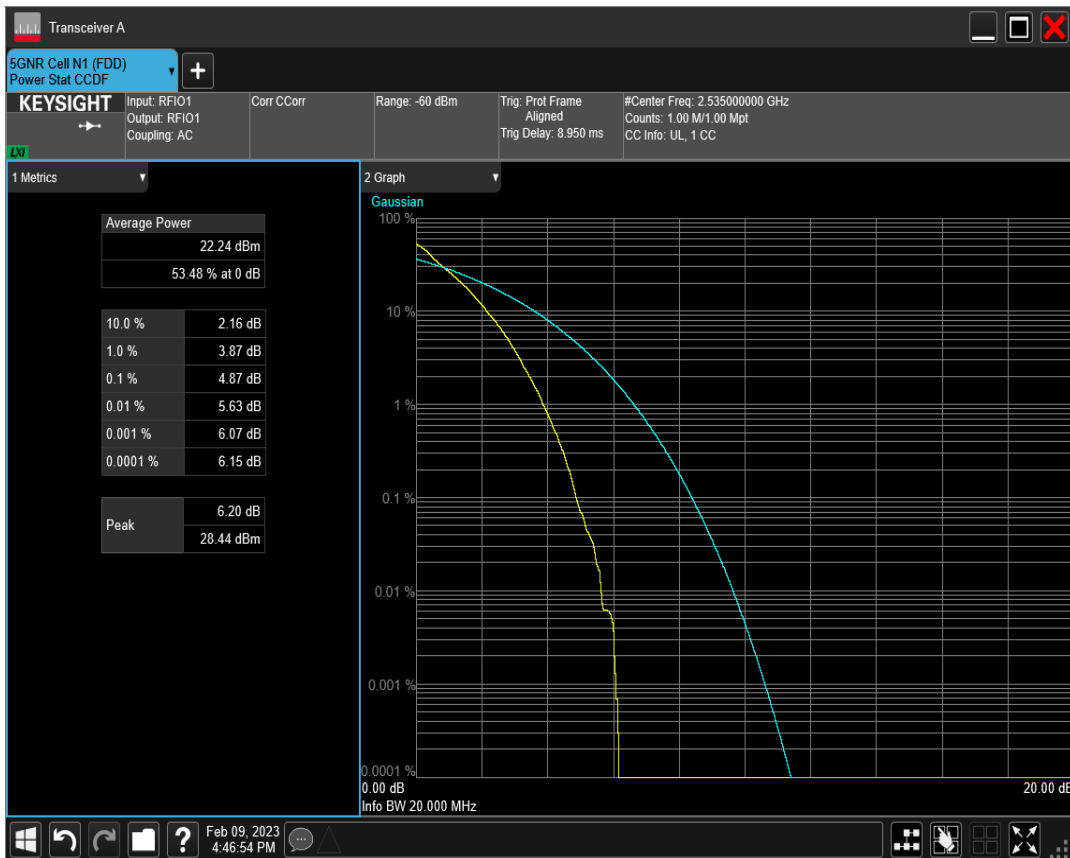 Transceiver A
5GNR Cell N1 (FDD)
Power Stat CCDF
+
KEYSIGHT
LXI
Input: RFIO1
Output: RFIO1
Coupling: AC
Corr CCorr
Range: -60 dBm
Trig: Prot Frame
Aligned
Trig Delay: 8.950 ms
#Center Freq: 2.535000000 GHz
Counts: 1.00 M/1.00 Mpt
CC Info: UL, 1 CC
1 Metrics
Average Power
22.24 dBm
53.48 % at 0 dB
10.0 % 2.16 dB
1.0 % 3.87 dB
0.1 % 4.87 dB
0.01 % 5.63 dB
0.001 % 6.07 dB
0.0001 % 6.15 dB
Peak 6.20 dB
28.44 dBm
2 Graph
Gaussian
100 %
10 %
1 %
0.1 %
0.01 %
0.001 %
0.0001 %
0.00 dB 20.00 dB
Info BW 20.000 MHz
?
Feb 09, 2023
4:46:54 PM